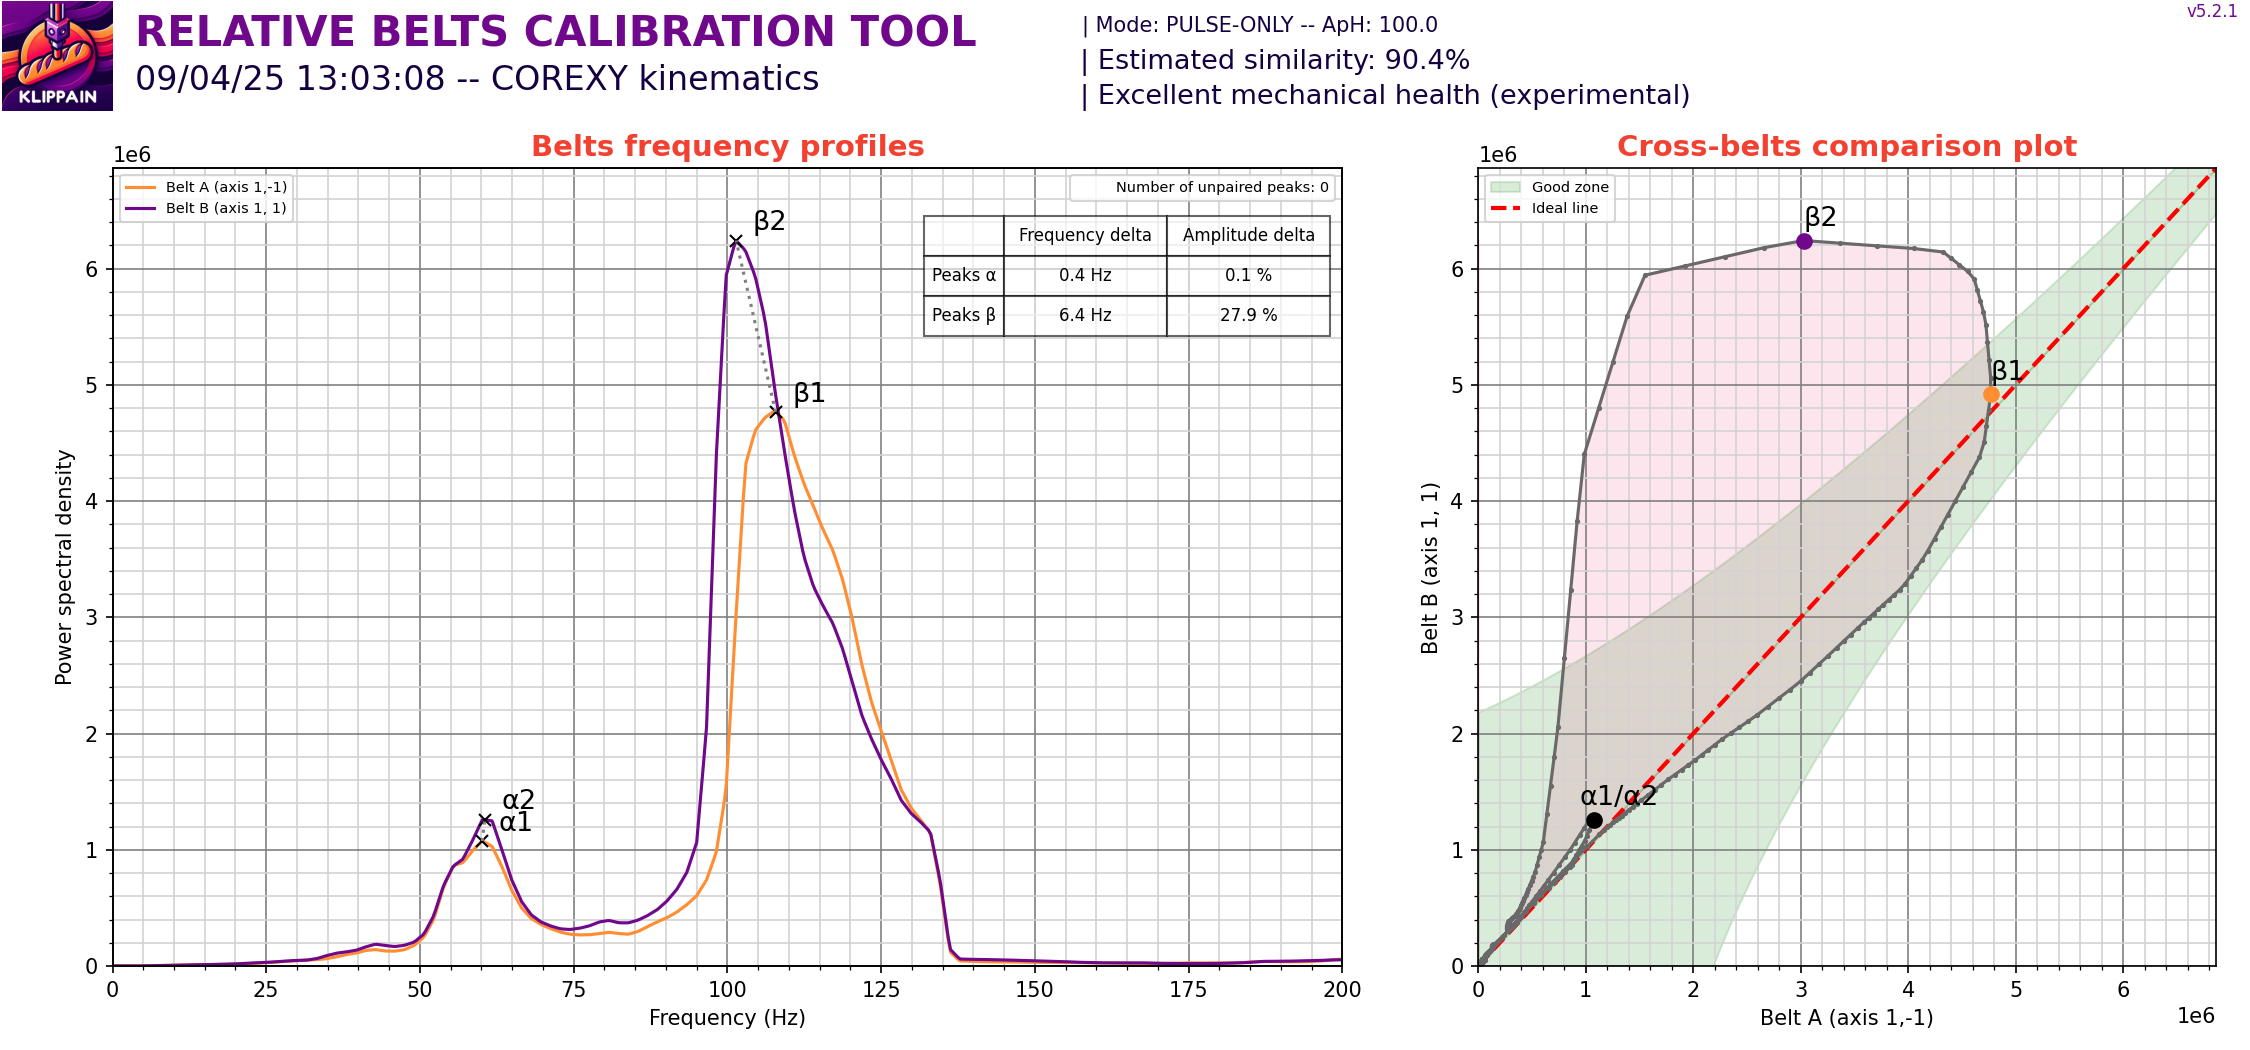 KLIPPAIN
RELATIVE BELTS CALIBRATION TOOL
09/04/25 13:03:08 -- COREXY kinematics
| Mode: PULSE-ONLY -- ApH: 100.0
| Estimated similarity: 90.4%
| Excellent mechanical health (experimental)
v5.2.1
Belts frequency profiles
1e6
Belt A (axis 1,-1)
Belt B (axis 1, 1)
Number of unpaired peaks: 0
Frequency delta Amplitude delta
Peaks α 0.4 Hz 0.1 %
Peaks β 6.4 Hz 27.9 %
β2
β1
α2
α1
Power spectral density
6
5
4
3
2
1
0
0 25 50 75 100 125 150 175 200
Frequency (Hz)
Cross-belts comparison plot
1e6
Good zone
Ideal line
β2
β1
α1/α2
Belt B (axis 1, 1)
6
5
4
3
2
1
0
0 1 2 3 4 5 6
Belt A (axis 1,-1)
1e6